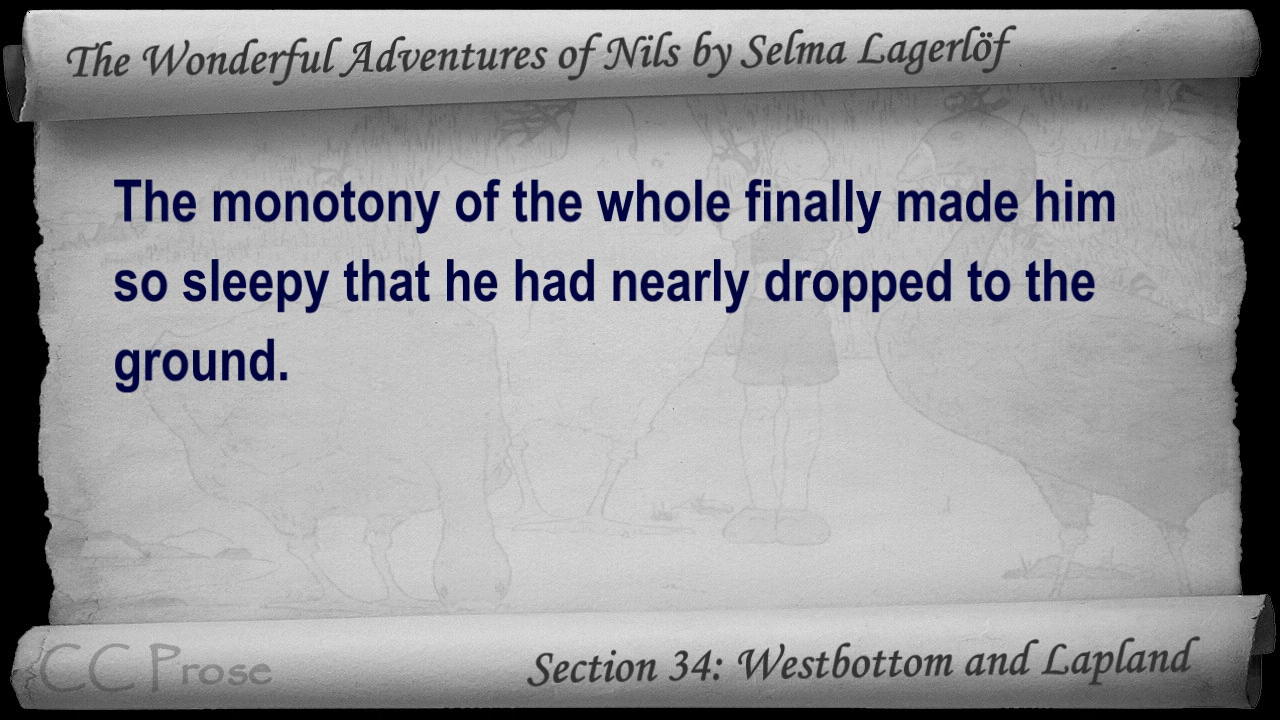 The Wonderful Adventures of Nils by Selma Lagerlöf
The monotony of the whole finally made him
so sleepy that he had nearly dropped to the
ground.
CC Prose
Section 34: Westbottom and Lapland